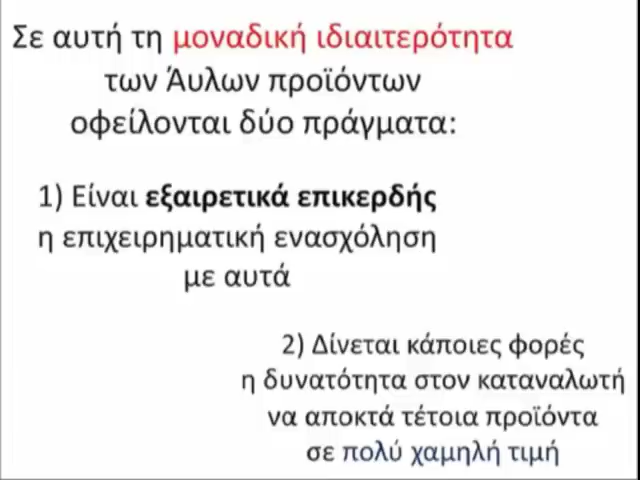 Σε αυτή τη μοναδική ιδιαιτερότητα
των Άυλων προϊόντων
οφείλονται δύο πράγματα:
1) Είναι εξαιρετικά επικερδής
η επιχειρηματική ενασχόληση
με αυτά
2) Δίνεται κάποιες φορές
η δυνατότητα στον καταναλωτή
να αποκτά τέτοια προϊόντα
σε πολύ χαμηλή τιμή